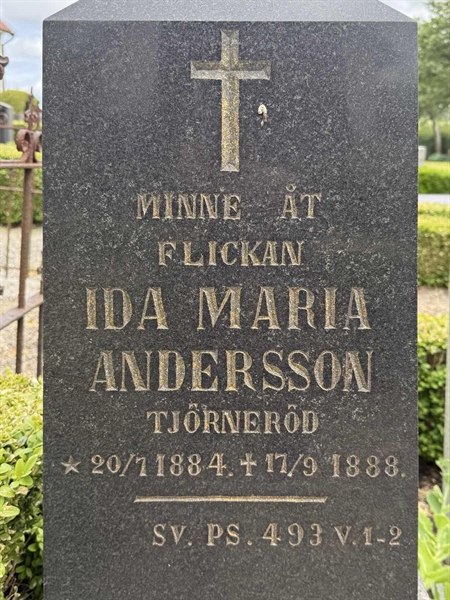 MINNE ÅT
FLICKAN
IDA MARIA
ANDERSSON
TJÖRNERÖD
★ 20/7 1884. ✝ 17/9 1888.
SV. PS. 493 V. 1-2